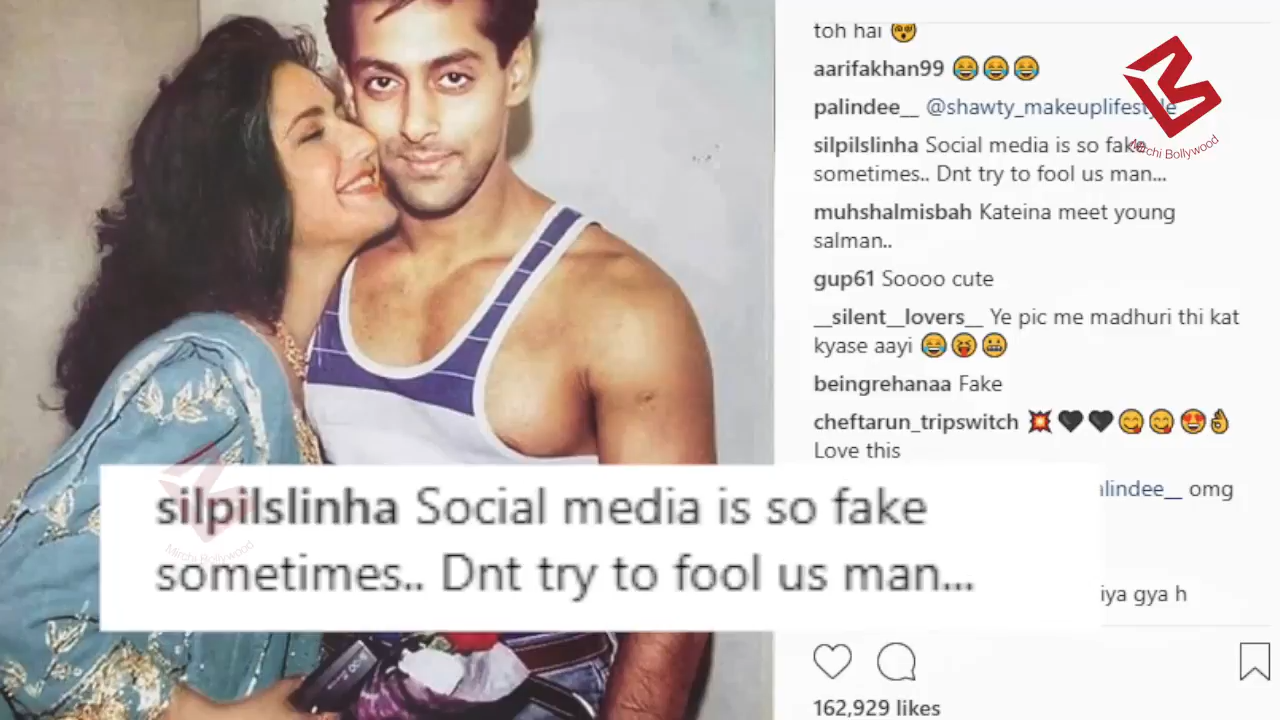 toh hai 😵
aarifakhan99 😂😂😂
palindee__ @shawty_makeuplifestyle
silpilslinha Social media is so fake
sometimes.. Dnt try to fool us man...
muhshalmisbah Kateina meet young
salman..
gup61 Soooo cute
__silent__lovers__ Ye pic me madhuri thi kat
kyase aayi 😂😝😬
beingrehanaa Fake
cheftarun_tripswitch 💥🖤🖤😋😋😍👌
Love this
lindee__ omg
iya gya h
162,929 likes
Mirchi Bollywood
silpilslinha Social media is so fake
sometimes.. Dnt try to fool us man...
Mirchi Bollywood